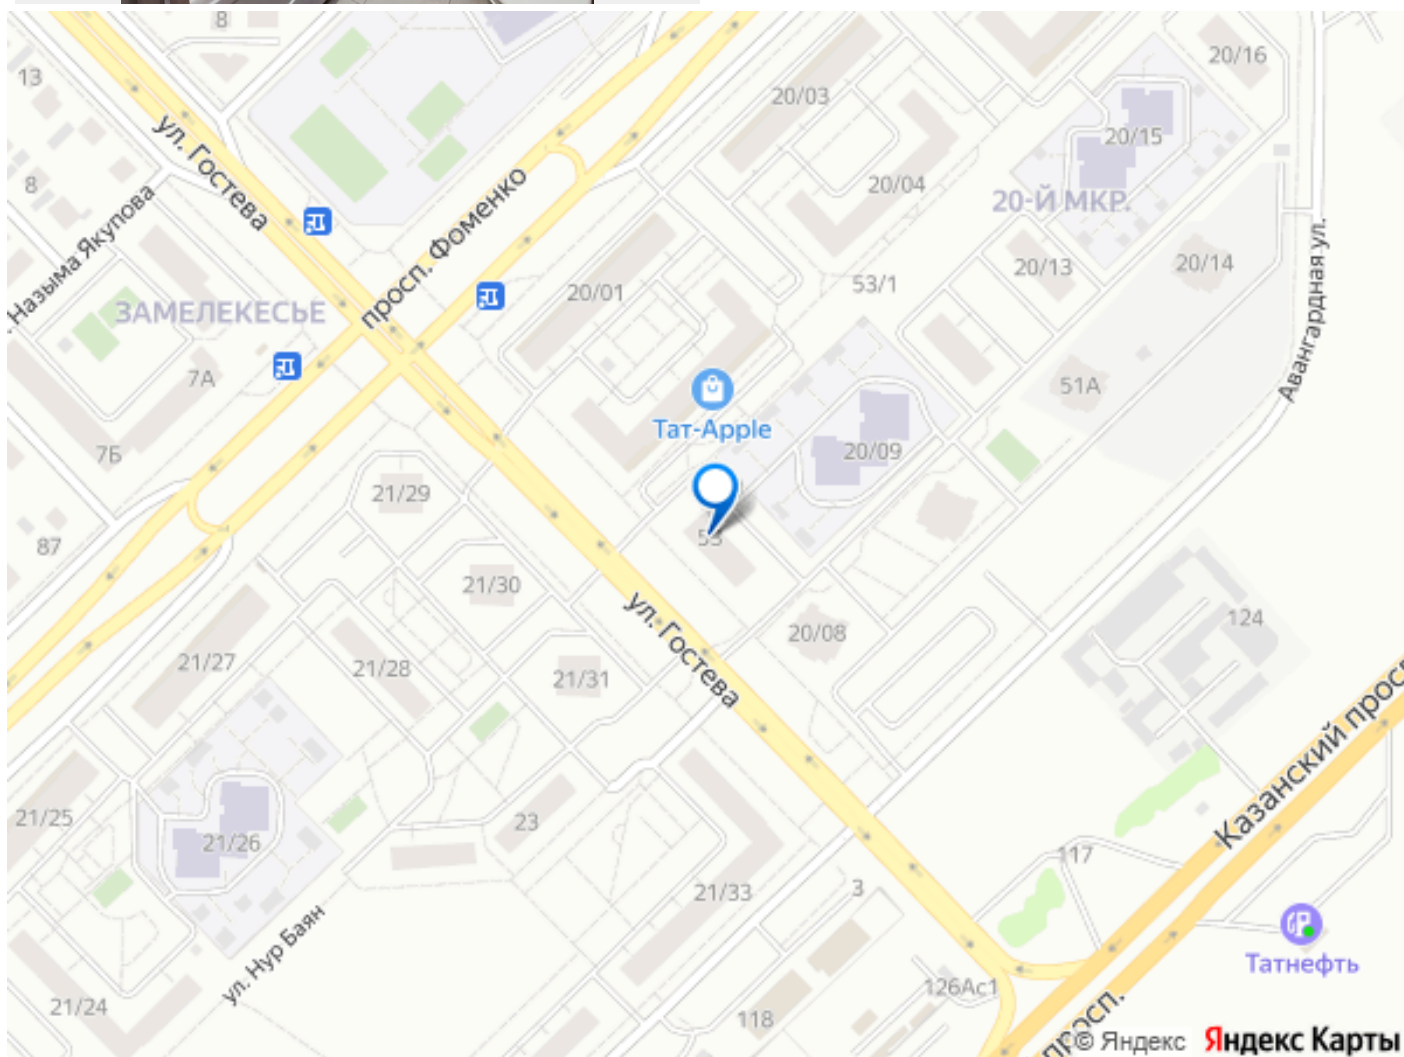 8
20/16
13
20/03
ул. Гостева
20/15
8
20/04
20-Й МКР.
Назыма Якупова
просп. Фоменко
Авангардная ул.
20/13
20/14
53/1
20/01
ЗАМЕЛЕКЕСЬЕ
7А
51А
Тат-Apple
7Б
20/09
21/29
53
87
21/30
ул. Гостева
124
20/08
21/27
21/28
21/31
Казанский прос
21/25
23
21/26
117
21/33
3
ул. Нур Баян
Татнефть
126Ас1
21/24
118
просп.
© Яндекс Яндекс Карты